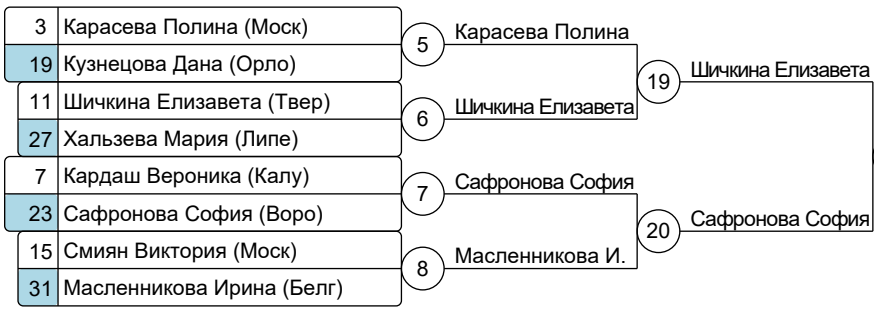 3 Карасева Полина (Моск)
19 Кузнецова Дана (Орло)
11 Шичкина Елизавета (Твер)
27 Хальзева Мария (Липе)
7 Кардаш Вероника (Калу)
23 Сафронова София (Воро)
15 Смиян Виктория (Моск)
31 Масленникова Ирина (Белг)
5 Карасева Полина
6 Шичкина Елизавета
7 Сафронова София
8 Масленникова И.
19 Шичкина Елизавета
20 Сафронова София